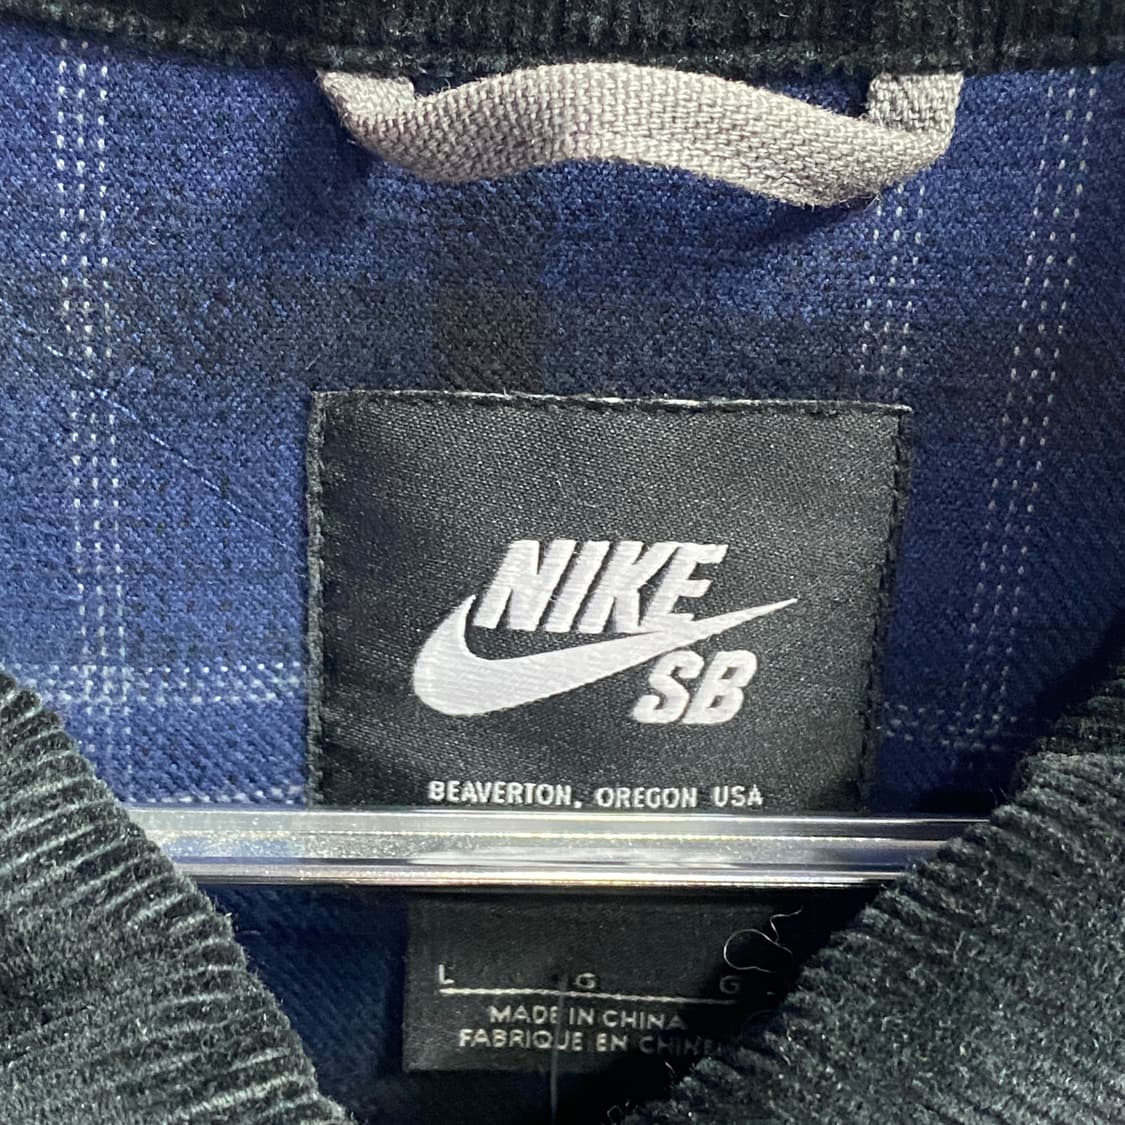 NIKE
SB
BEAVERTON, OREGON USA
L G G
MADE IN CHINA
FABRIQUE EN CHINE